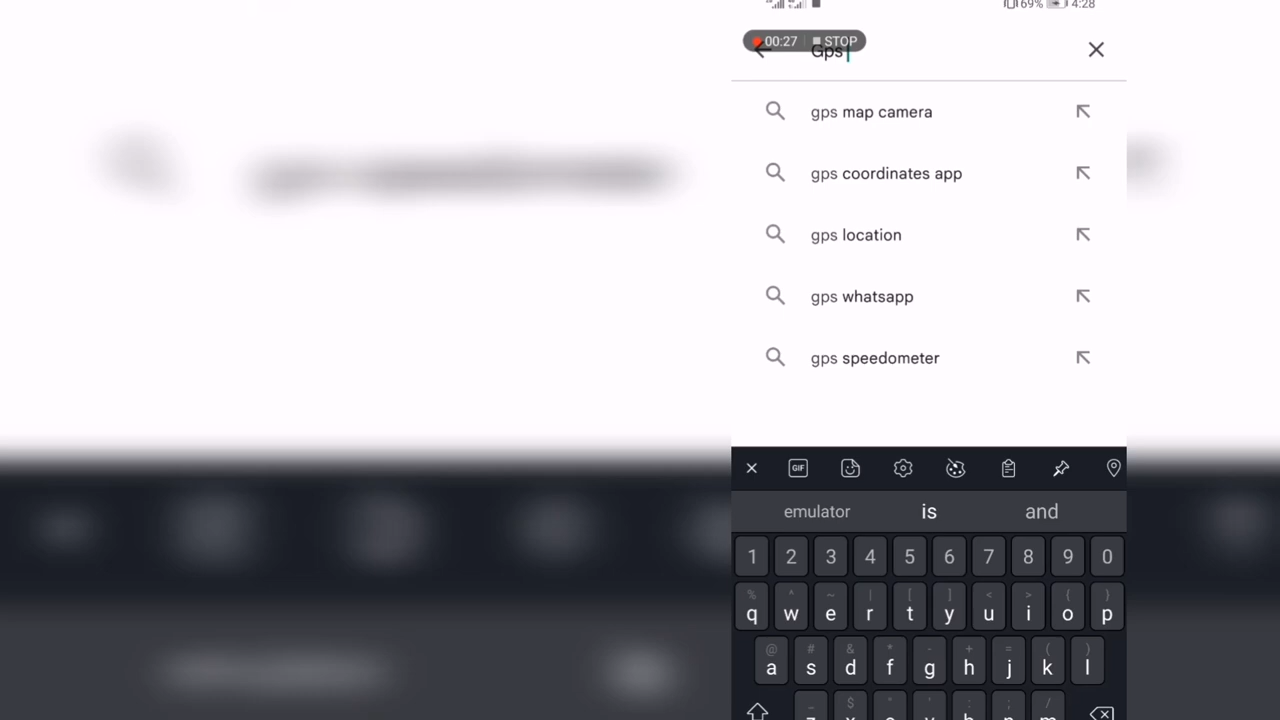 69% 4:28
00:27 STOP
Gps
gps map camera
gps coordinates app
gps location
gps whatsapp
gps speedometer
GIF
emulator is and
1 2 3 4 5 6 7 8 9 0
% ^ ~ | [ ] < > { }
q w e r t y u i o p
@ # & * - + = ( )
a s d f g h j k l